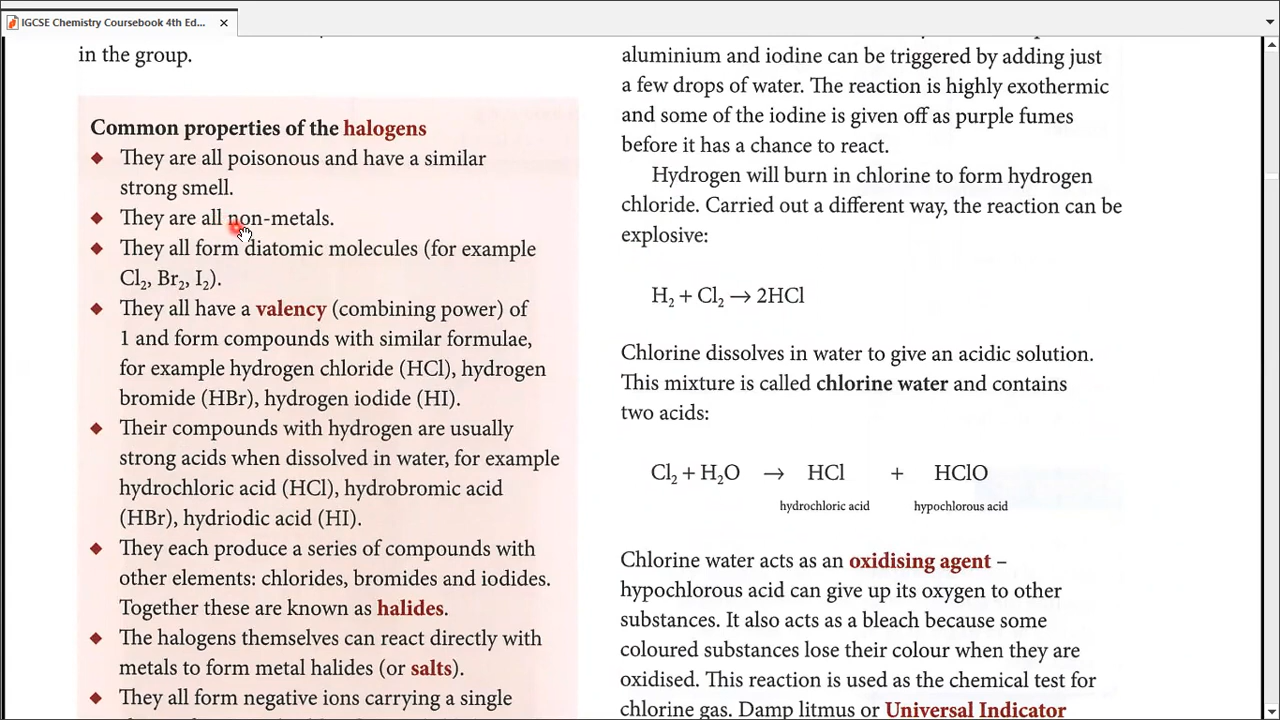 IGCSE Chemistry Coursebook 4th Ed...
in the group.
Common properties of the halogens
◆ They are all poisonous and have a similar
strong smell.
◆ They are all non-metals.
◆ They all form diatomic molecules (for example
Cl₂, Br₂, I₂).
◆ They all have a valency (combining power) of
1 and form compounds with similar formulae,
for example hydrogen chloride (HCl), hydrogen
bromide (HBr), hydrogen iodide (HI).
◆ Their compounds with hydrogen are usually
strong acids when dissolved in water, for example
hydrochloric acid (HCl), hydrobromic acid
(HBr), hydriodic acid (HI).
◆ They each produce a series of compounds with
other elements: chlorides, bromides and iodides.
Together these are known as halides.
◆ The halogens themselves can react directly with
metals to form metal halides (or salts).
◆ They all form negative ions carrying a single
aluminium and iodine can be triggered by adding just
a few drops of water. The reaction is highly exothermic
and some of the iodine is given off as purple fumes
before it has a chance to react.
Hydrogen will burn in chlorine to form hydrogen
chloride. Carried out a different way, the reaction can be
explosive:
H₂ + Cl₂ → 2HCl
Chlorine dissolves in water to give an acidic solution.
This mixture is called chlorine water and contains
two acids:
Cl₂ + H₂O → HCl + HClO
hydrochloric acid hypochlorous acid
Chlorine water acts as an oxidising agent –
hypochlorous acid can give up its oxygen to other
substances. It also acts as a bleach because some
coloured substances lose their colour when they are
oxidised. This reaction is used as the chemical test for
chlorine gas. Damp litmus or Universal Indicator